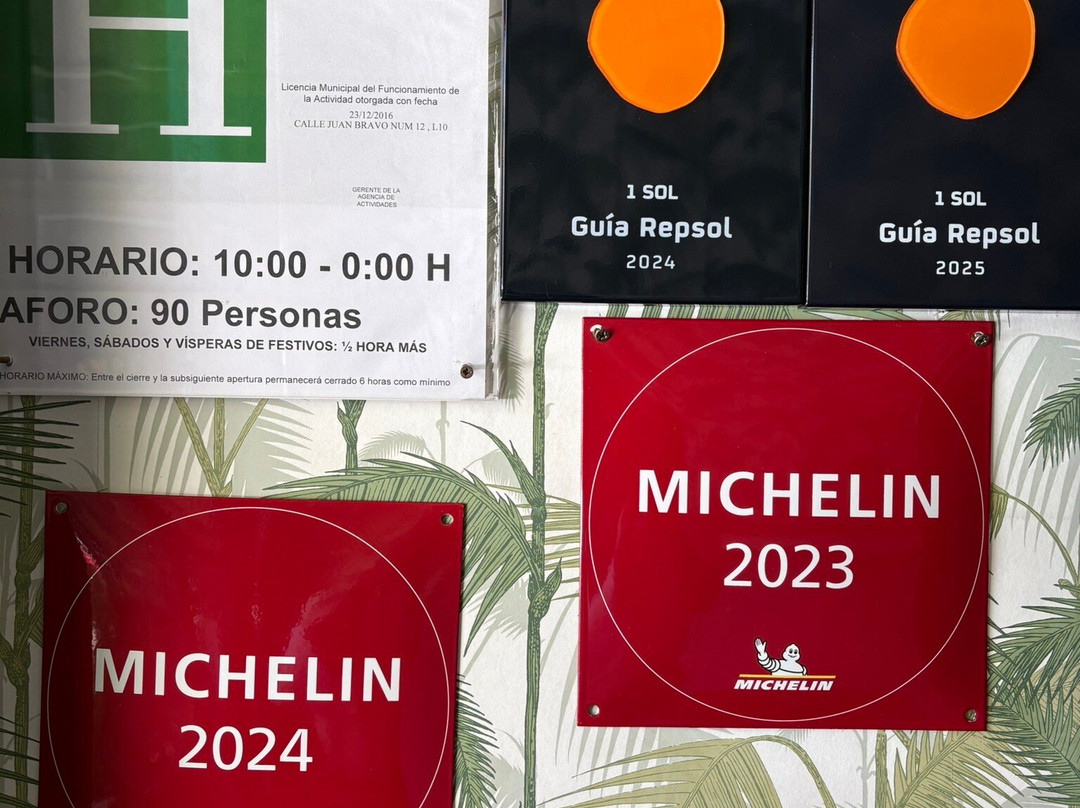 H
Licencia Municipal del Funcionamiento de
la Actividad otorgada con fecha
23/12/2016
CALLE JUAN BRAVO NUM 12 , L10
GERENTE DE LA
AGENCIA DE
ACTIVIDADES
HORARIO: 10:00 - 0:00 H
AFORO: 90 Personas
VIERNES, SÁBADOS Y VÍSPERAS DE FESTIVOS: ½ HORA MÁS
HORARIO MÁXIMO: Entre el cierre y la subsiguiente apertura permanecerá cerrado 6 horas como mínimo
1 SOL
Guía Repsol
2024
1 SOL
Guía Repsol
2025
MICHELIN
2023
MICHELIN
MICHELIN
2024